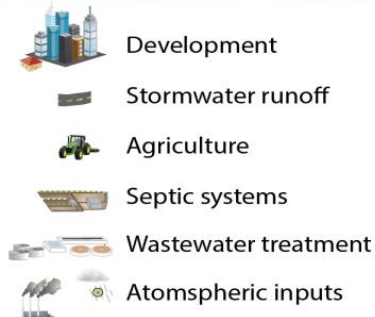 Development
Stormwater runoff
Agriculture
Septic systems
Wastewater treatment
Atomspheric inputs